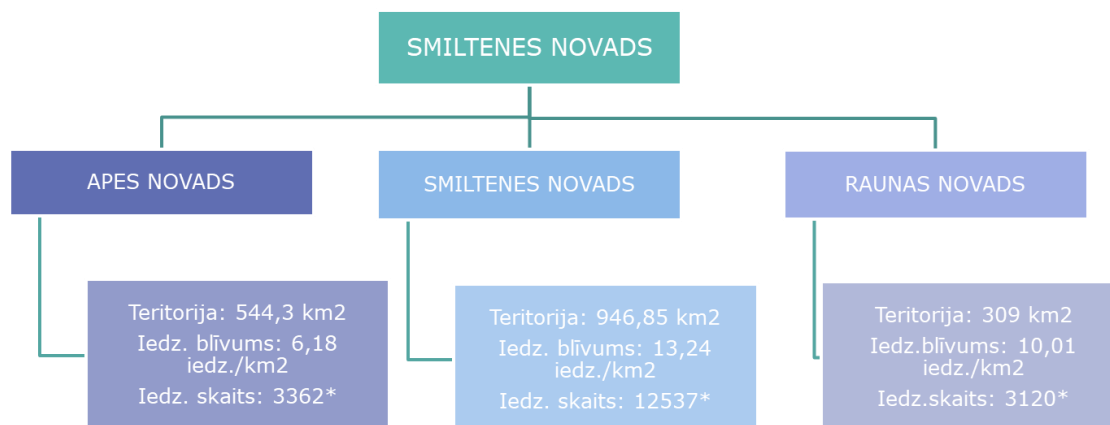 SMILTENES NOVADS
APES NOVADS
SMILTENES NOVADS
RAUNAS NOVADS
Teritorija: 544,3 km2
Iedz. blīvums: 6,18
iedz./km2
Iedz. skaits: 3362*
Teritorija: 946,85 km2
Iedz. blīvums: 13,24
iedz./km2
Iedz. skaits: 12537*
Teritorija: 309 km2
Iedz.blīvums: 10,01
iedz./km2
Iedz.skaits: 3120*